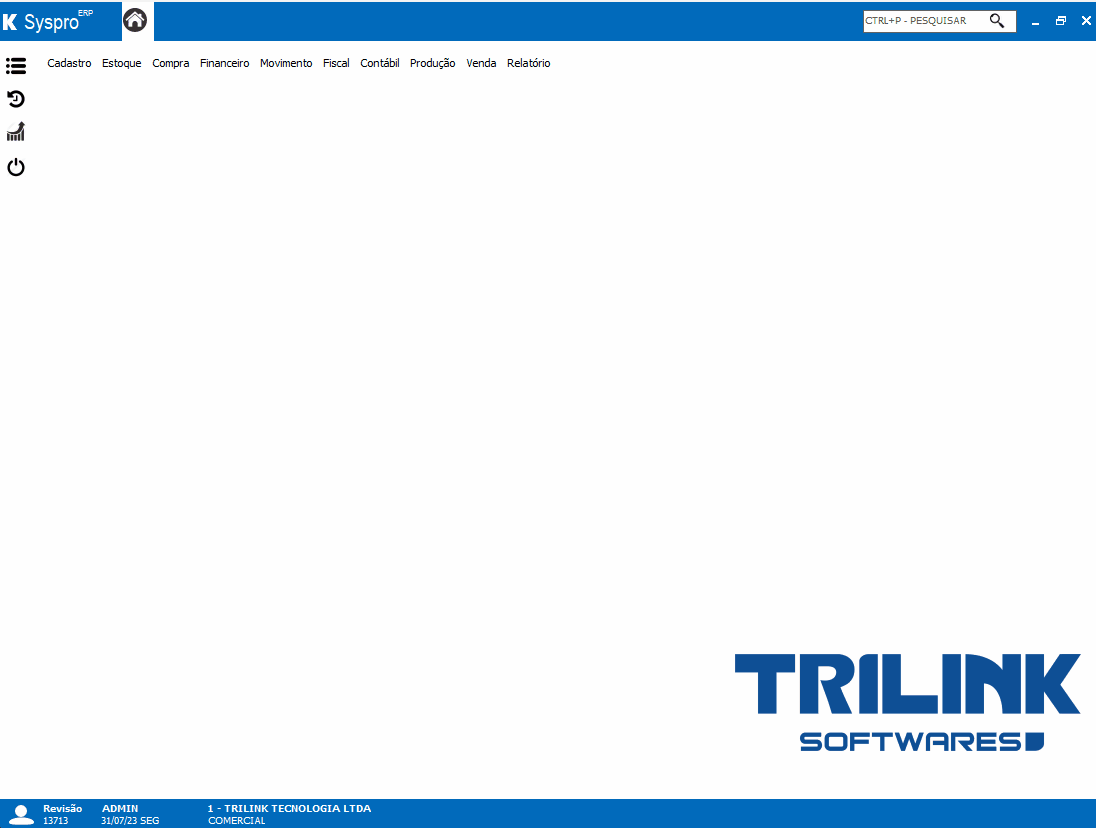 K Syspro ERP
CTRL+P - PESQUISAR
Cadastro Estoque Compra Financeiro Movimento Fiscal Contábil Produção Venda Relatório
TRILINK
SOFTWARES
Revisão ADMIN 1 - TRILINK TECNOLOGIA LTDA
13713 31/07/23 SEG COMERCIAL